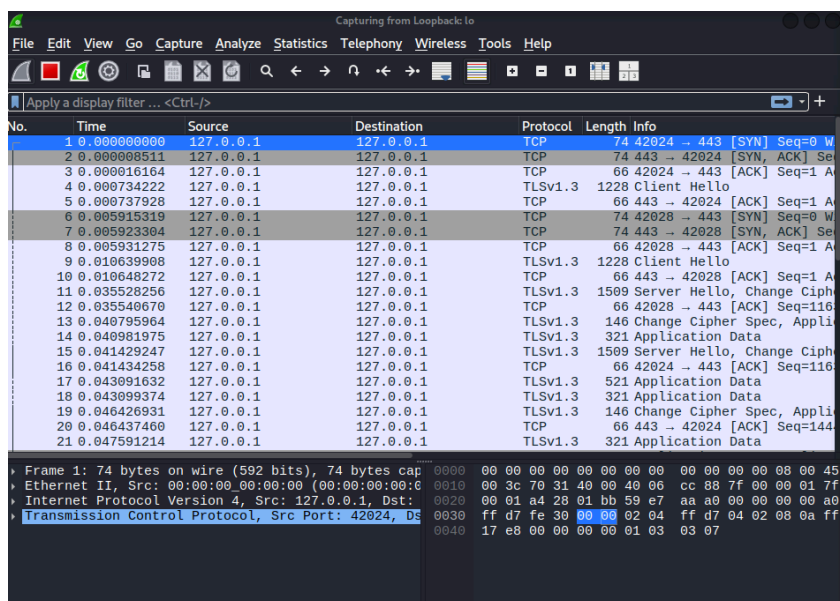 Capturing from Loopback: lo
File Edit View Go Capture Analyze Statistics Telephony Wireless Tools Help
Apply a display filter ... <Ctrl-/>
No. Time Source Destination Protocol Length Info
1 0.000000000 127.0.0.1 127.0.0.1 TCP 74 42024 → 443 [SYN] Seq=0 W
2 0.000008511 127.0.0.1 127.0.0.1 TCP 74 443 → 42024 [SYN, ACK] Se
3 0.000016164 127.0.0.1 127.0.0.1 TCP 66 42024 → 443 [ACK] Seq=1 A
4 0.000734222 127.0.0.1 127.0.0.1 TLSv1.3 1228 Client Hello
5 0.000737928 127.0.0.1 127.0.0.1 TCP 66 443 → 42024 [ACK] Seq=1 A
6 0.005915319 127.0.0.1 127.0.0.1 TCP 74 42028 → 443 [SYN] Seq=0 W
7 0.005923304 127.0.0.1 127.0.0.1 TCP 74 443 → 42028 [SYN, ACK] Se
8 0.005931275 127.0.0.1 127.0.0.1 TCP 66 42028 → 443 [ACK] Seq=1 A
9 0.010639908 127.0.0.1 127.0.0.1 TLSv1.3 1228 Client Hello
10 0.010648272 127.0.0.1 127.0.0.1 TCP 66 443 → 42028 [ACK] Seq=1 A
11 0.035528256 127.0.0.1 127.0.0.1 TLSv1.3 1509 Server Hello, Change Ciph
12 0.035540670 127.0.0.1 127.0.0.1 TCP 66 42028 → 443 [ACK] Seq=116
13 0.040795964 127.0.0.1 127.0.0.1 TLSv1.3 146 Change Cipher Spec, Appli
14 0.040981975 127.0.0.1 127.0.0.1 TLSv1.3 321 Application Data
15 0.041429247 127.0.0.1 127.0.0.1 TLSv1.3 1509 Server Hello, Change Ciph
16 0.041434258 127.0.0.1 127.0.0.1 TCP 66 42024 → 443 [ACK] Seq=116
17 0.043091632 127.0.0.1 127.0.0.1 TLSv1.3 521 Application Data
18 0.043099374 127.0.0.1 127.0.0.1 TLSv1.3 321 Application Data
19 0.046426931 127.0.0.1 127.0.0.1 TLSv1.3 146 Change Cipher Spec, Appli
20 0.046437460 127.0.0.1 127.0.0.1 TCP 66 443 → 42024 [ACK] Seq=144
21 0.047591214 127.0.0.1 127.0.0.1 TLSv1.3 321 Application Data
Frame 1: 74 bytes on wire (592 bits), 74 bytes cap
Ethernet II, Src: 00:00:00_00:00:00 (00:00:00:00:0
Internet Protocol Version 4, Src: 127.0.0.1, Dst:
Transmission Control Protocol, Src Port: 42024, Ds
0000 00 00 00 00 00 00 00 00 00 00 00 00 08 00 45
0010 00 3c 70 31 40 00 40 06 cc 88 7f 00 00 01 7f
0020 00 01 a4 28 01 bb 59 e7 aa a0 00 00 00 00 a0
0030 ff d7 fe 30 00 00 02 04 ff d7 04 02 08 0a ff
0040 17 e8 00 00 00 00 01 03 03 07